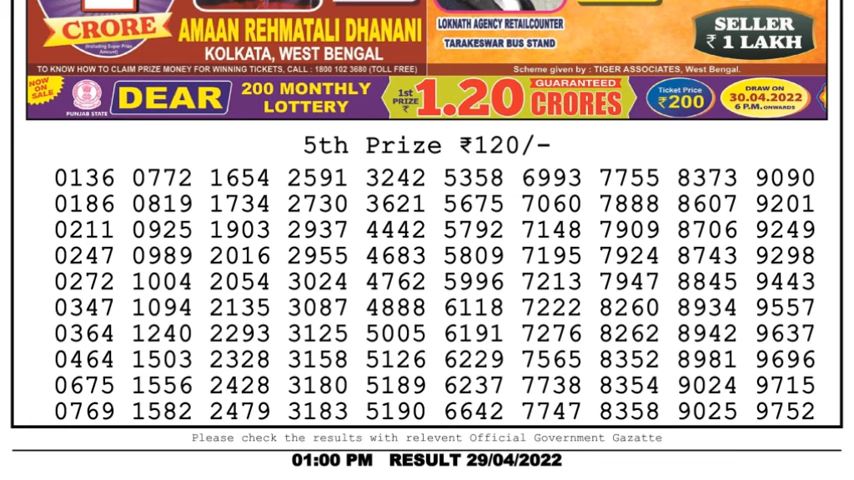 CRORE
(Including Super Prize Amount)
AMAAN REHMATALI DHANANI
KOLKATA, WEST BENGAL
LOKNATH AGENCY RETAILCOUNTER
TARAKESWAR BUS STAND
SELLER
₹ 1 LAKH
TO KNOW HOW TO CLAIM PRIZE MONEY FOR WINNING TICKETS, CALL : 1800 102 3680 (TOLL FREE)
Scheme given by : TIGER ASSOCIATES, West Bengal.
NOW ON SALE
PUNJAB STATE
DEAR
200 MONTHLY
LOTTERY
1st PRIZE ₹
1.20
GUARANTEED
CRORES
Ticket Price
₹200
DRAW ON
30.04.2022
6 P.M. ONWARDS
5th Prize ₹120/-
0136 0772 1654 2591 3242 5358 6993 7755 8373 9090
0186 0819 1734 2730 3621 5675 7060 7888 8607 9201
0211 0925 1903 2937 4442 5792 7148 7909 8706 9249
0247 0989 2016 2955 4683 5809 7195 7924 8743 9298
0272 1004 2054 3024 4762 5996 7213 7947 8845 9443
0347 1094 2135 3087 4888 6118 7222 8260 8934 9557
0364 1240 2293 3125 5005 6191 7276 8262 8942 9637
0464 1503 2328 3158 5126 6229 7565 8352 8981 9696
0675 1556 2428 3180 5189 6237 7738 8354 9024 9715
0769 1582 2479 3183 5190 6642 7747 8358 9025 9752
Please check the results with relevent Official Government Gazatte
01:00 PM RESULT 29/04/2022